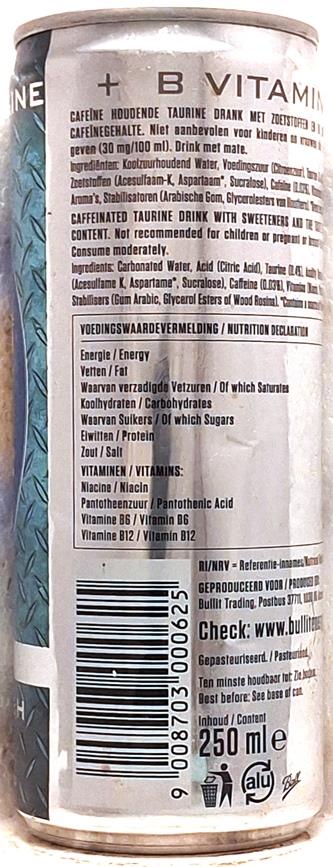 + B VITAMIN
INE
CAFEÏNE HOUDENDE TAURINE DRANK MET ZOETSTOFFEN
CAFEÏNEGEHALTE. Niet aanbevolen voor kinderen en
geven (30 mg/100 ml). Drink met mate.
Ingrediënten: Koolzuurhoudend Water, Voedingszuur (Citroenzuur),
Zoetstoffen (Acesulfaam-K, Aspartaam*, Sucralose), Cafeïne (0.03%),
Aroma's, Stabilisatoren (Arabische Gom, Glycerolesters van
CAFFEINATED TAURINE DRINK WITH SWEETENERS AND
CONTENT. Not recommended for children or pregnant or
Consume moderately.
Ingredients: Carbonated Water, Acid (Citric Acid), Taurine (0.4%),
(Acesulfame K, Aspartame*, Sucralose), Caffeine (0.03%), Vitamins
Stabilisers (Gum Arabic, Glycerol Esters of Wood Rosins). *Contains a
VOEDINGSWAARDEVERMELDING / NUTRITION DECLARATION
Energie / Energy
Vetten / Fat
Waarvan verzadigde Vetzuren / Of which Saturates
Koolhydraten / Carbohydrates
Waarvan Suikers / Of which Sugars
Eiwitten / Protein
Zout / Salt
VITAMINEN / VITAMINS:
Niacine / Niacin
Pantotheenzuur / Pantothenic Acid
Vitamine B6 / Vitamin B6
Vitamine B12 / Vitamin B12
RI/NRV = Referentie-innames/
GEPRODUCEERD VOOR / PRODUCED
Bullit Trading, Postbus 37711,
Check: www.bullit
Gepasteuriseerd. / Pasteurised.
Ten minste houdbaar tot: Zie
Best before: See base of can.
Inhoud / Content
250 ml e
alu
Ball
9 008703 000625